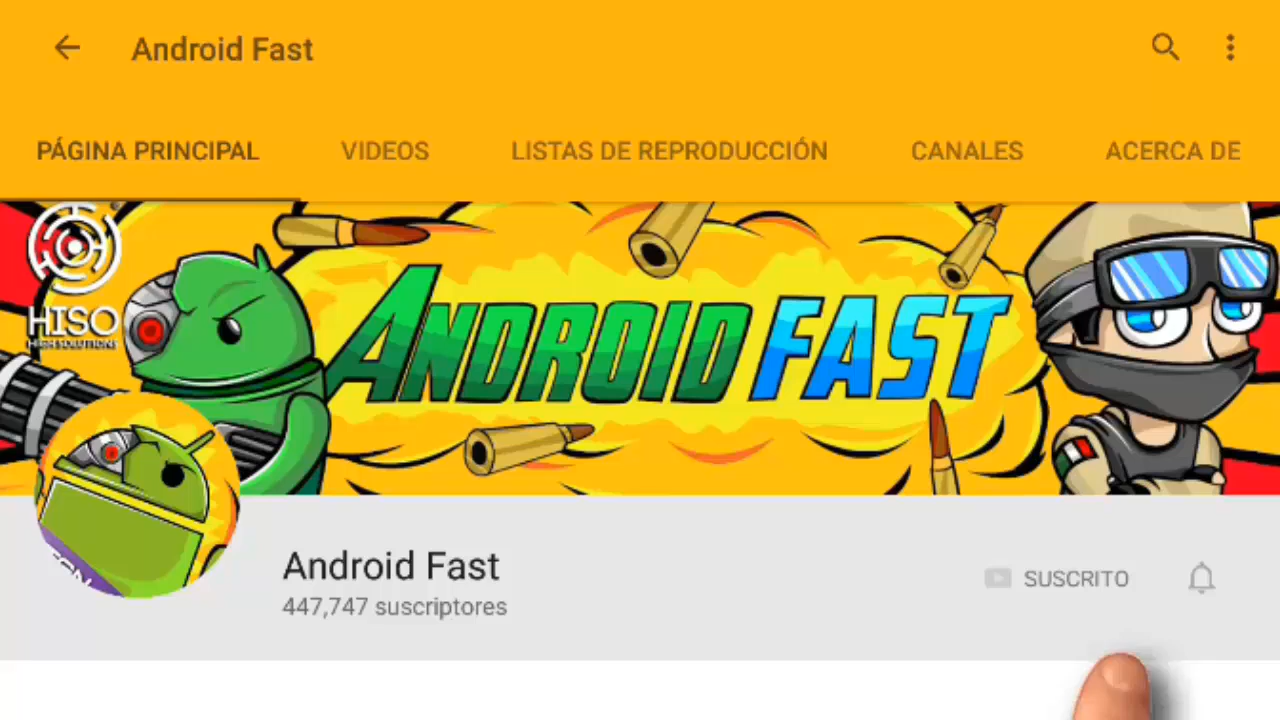 Android Fast
PÁGINA PRINCIPAL VIDEOS LISTAS DE REPRODUCCIÓN CANALES ACERCA DE
HISO
HIGH SOLUTIONS
ANDROID FAST
Android Fast
447,747 suscriptores
SUSCRITO